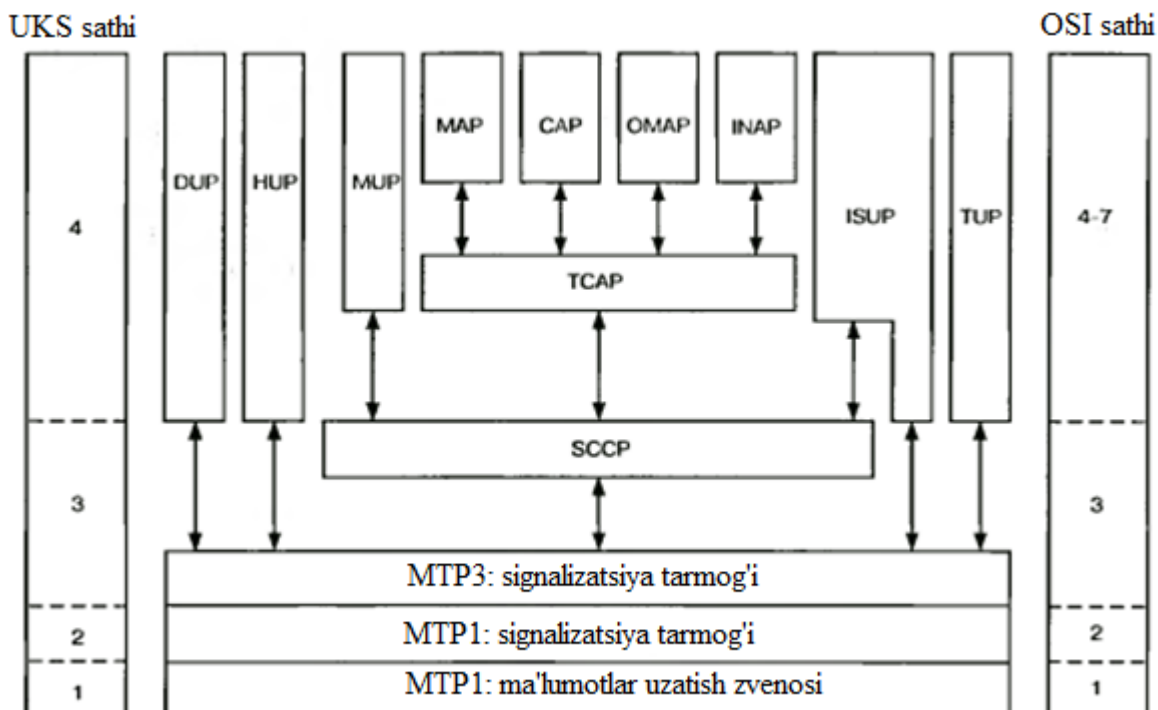 UKS sathi
OSI sathi
MAP
CAP
OMAP
INAP
DUP
HUP
MUP
ISUP
TUP
4
4-7
TCAP
SCCP
3
3
MTP3: signalizatsiya tarmog'i
2
MTP1: signalizatsiya tarmog'i
2
1
MTP1: ma'lumotlar uzatish zvenosi
1